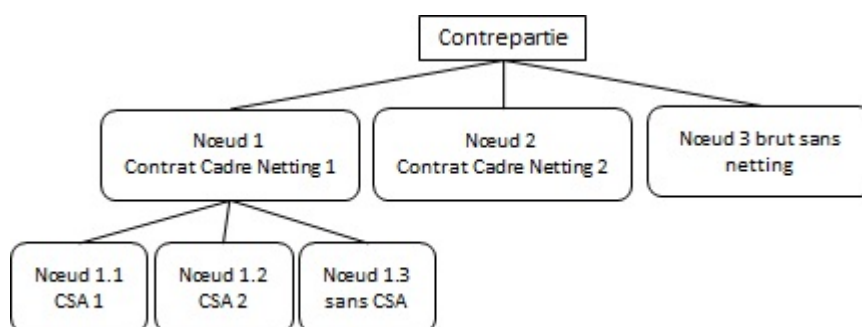 Contrepartie
Nœud 1
Contrat Cadre Netting 1
Nœud 2
Contrat Cadre Netting 2
Nœud 3 brut sans
netting
Nœud 1.1
CSA 1
Nœud 1.2
CSA 2
Nœud 1.3
sans CSA